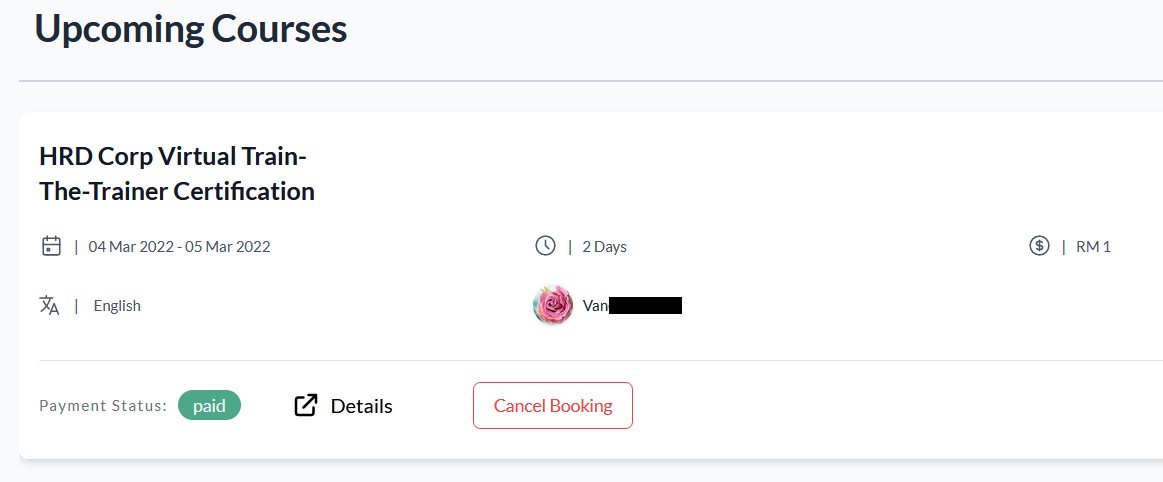 Upcoming Courses
HRD Corp Virtual Train-
The-Trainer Certification
| 04 Mar 2022 - 05 Mar 2022
| 2 Days
| RM 1
| English
Van
Payment Status: paid
Details
Cancel Booking